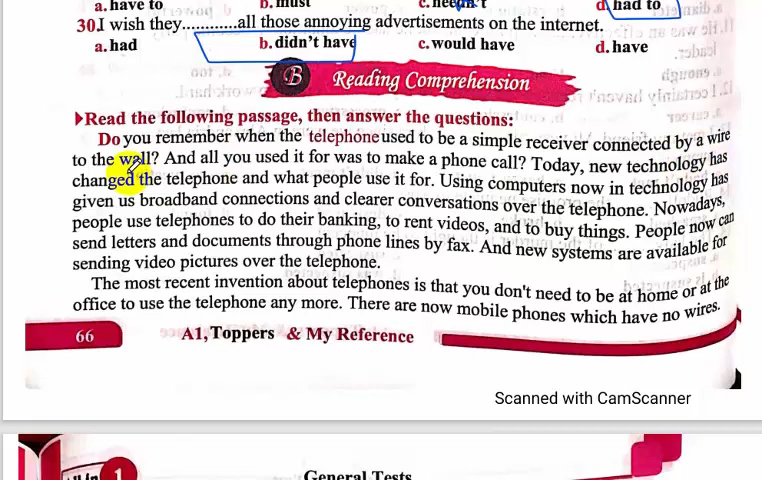 a. have to b. must c. needn't d. had to
30.I wish they............all those annoying advertisements on the internet.
a. had b. didn't have c. would have d. have
B Reading Comprehension
▶Read the following passage, then answer the questions:
Do you remember when the telephone used to be a simple receiver connected by a wire
to the wall? And all you used it for was to make a phone call? Today, new technology has
changed the telephone and what people use it for. Using computers now in technology has
given us broadband connections and clearer conversations over the telephone. Nowadays,
people use telephones to do their banking, to rent videos, and to buy things. People now can
send letters and documents through phone lines by fax. And new systems are available for
sending video pictures over the telephone.
The most recent invention about telephones is that you don't need to be at home or at the
office to use the telephone any more. There are now mobile phones which have no wires.
66 A1, Toppers & My Reference
Scanned with CamScanner
1
General Tests